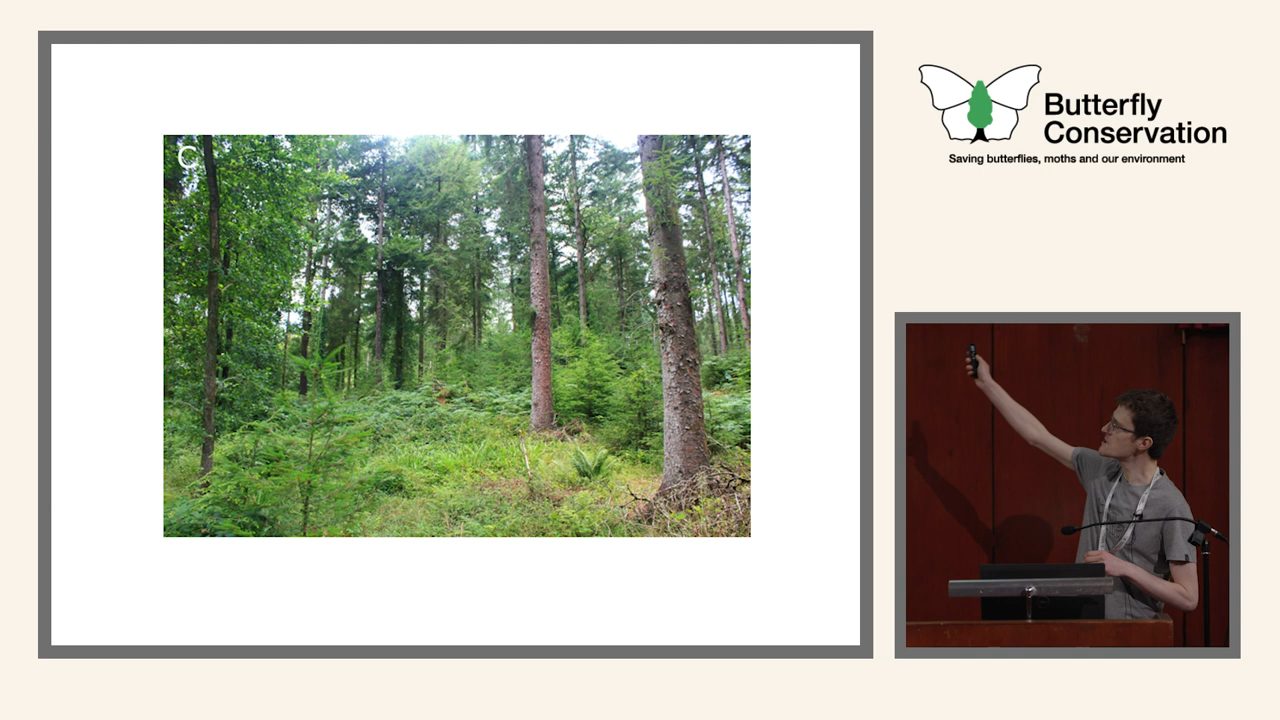 C
Butterfly
Conservation
Saving butterflies, moths and our environment